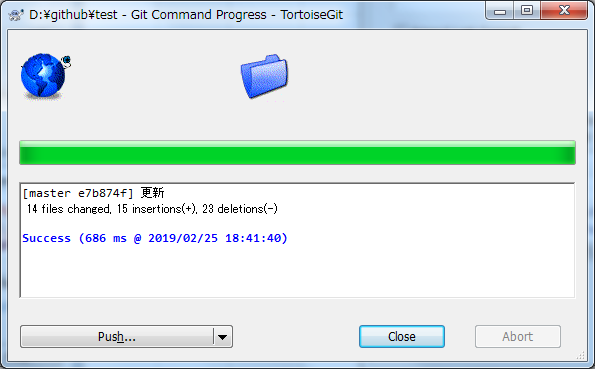 D:¥github¥test - Git Command Progress - TortoiseGit
[master e7b874f] 更新
14 files changed, 15 insertions(+), 23 deletions(-)
Success (686 ms @ 2019/02/25 18:41:40)
Push...
Close
Abort